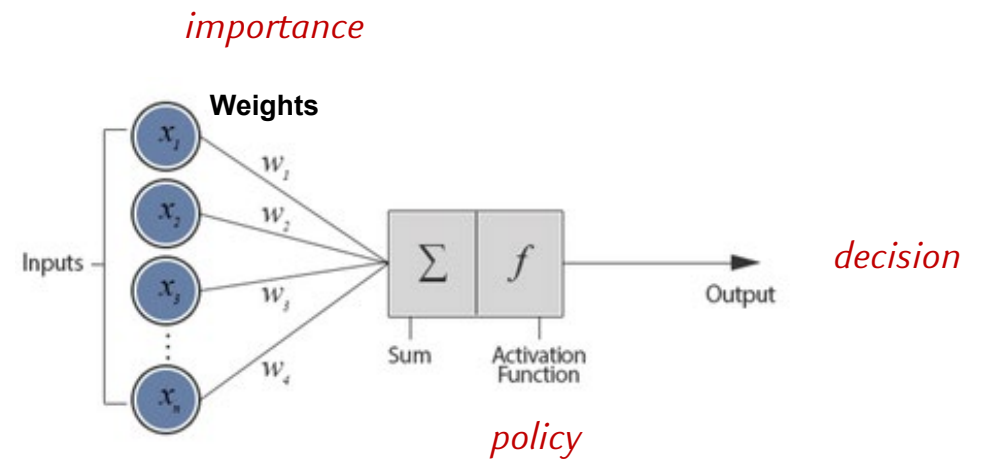 importance
Weights
x₁
w₁
x₂
w₂
Inputs
Σ
f
decision
x₃
w₃
Output
Sum
Activation
Function
w₄
xₙ
policy